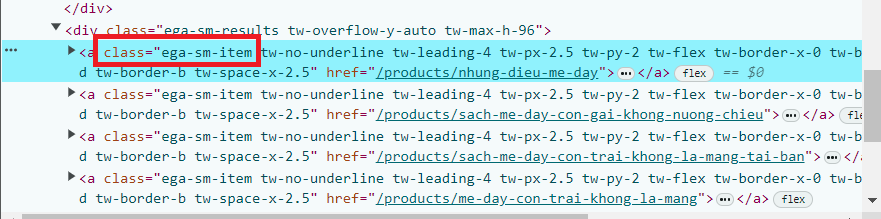 </div>
<div class="ega-sm-results tw-overflow-y-auto tw-max-h-96">
<a class="ega-sm-item tw-no-underline tw-leading-4 tw-px-2.5 tw-py-2 tw-flex tw-border-x-0 tw-b
d tw-border-b tw-space-x-2.5" href="/products/nhung-dieu-me-day"> </a> flex == $0
<a class="ega-sm-item tw-no-underline tw-leading-4 tw-px-2.5 tw-py-2 tw-flex tw-border-x-0 tw-b
d tw-border-b tw-space-x-2.5" href="/products/sach-me-day-con-gai-khong-nuong-chieu"> </a> fle
<a class="ega-sm-item tw-no-underline tw-leading-4 tw-px-2.5 tw-py-2 tw-flex tw-border-x-0 tw-b
d tw-border-b tw-space-x-2.5" href="/products/sach-me-day-con-trai-khong-la-mang-tai-ban"> </a
<a class="ega-sm-item tw-no-underline tw-leading-4 tw-px-2.5 tw-py-2 tw-flex tw-border-x-0 tw-b
d tw-border-b tw-space-x-2.5" href="/products/me-day-con-trai-khong-la-mang"> </a> flex